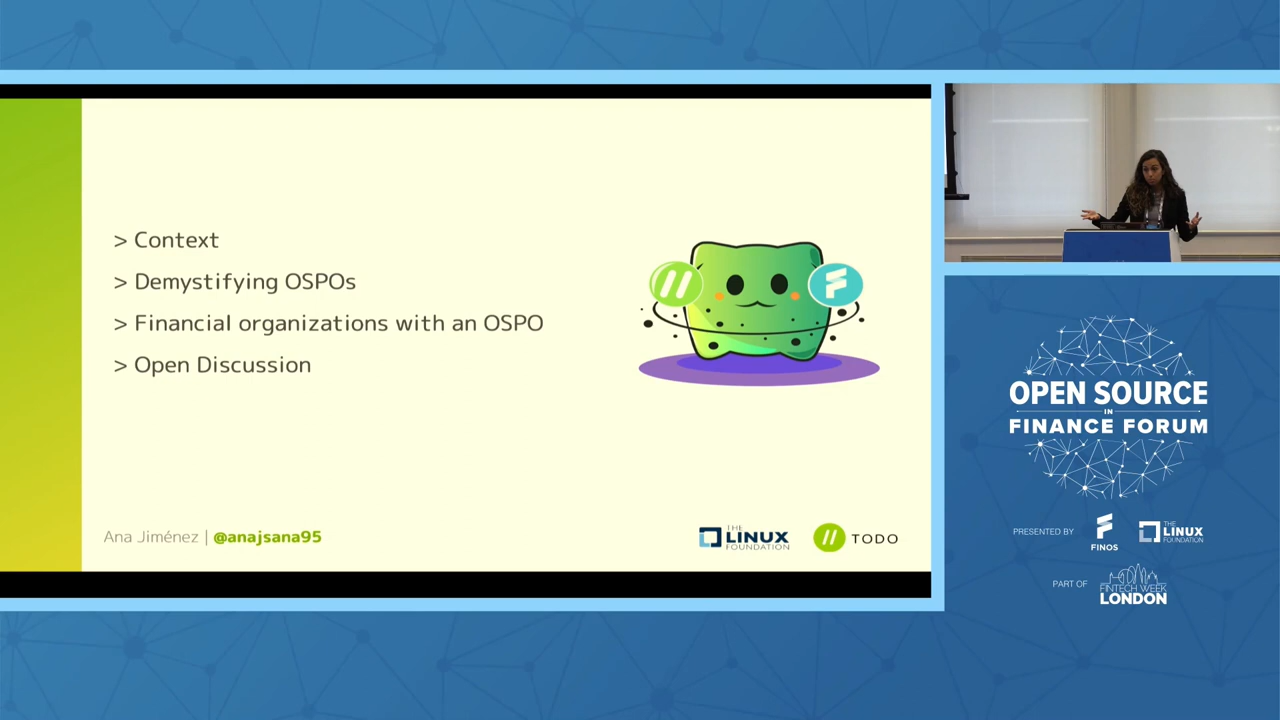 > Context
> Demystifying OSPOs
> Financial organizations with an OSPO
> Open Discussion
Ana Jiménez | @anajsana95
THE
LINUX
FOUNDATION
TODO
OPEN SOURCE
IN
FINANCE FORUM
PRESENTED BY
FINOS
THE
LINUX
FOUNDATION
PART OF
FINTECH WEEK
LONDON